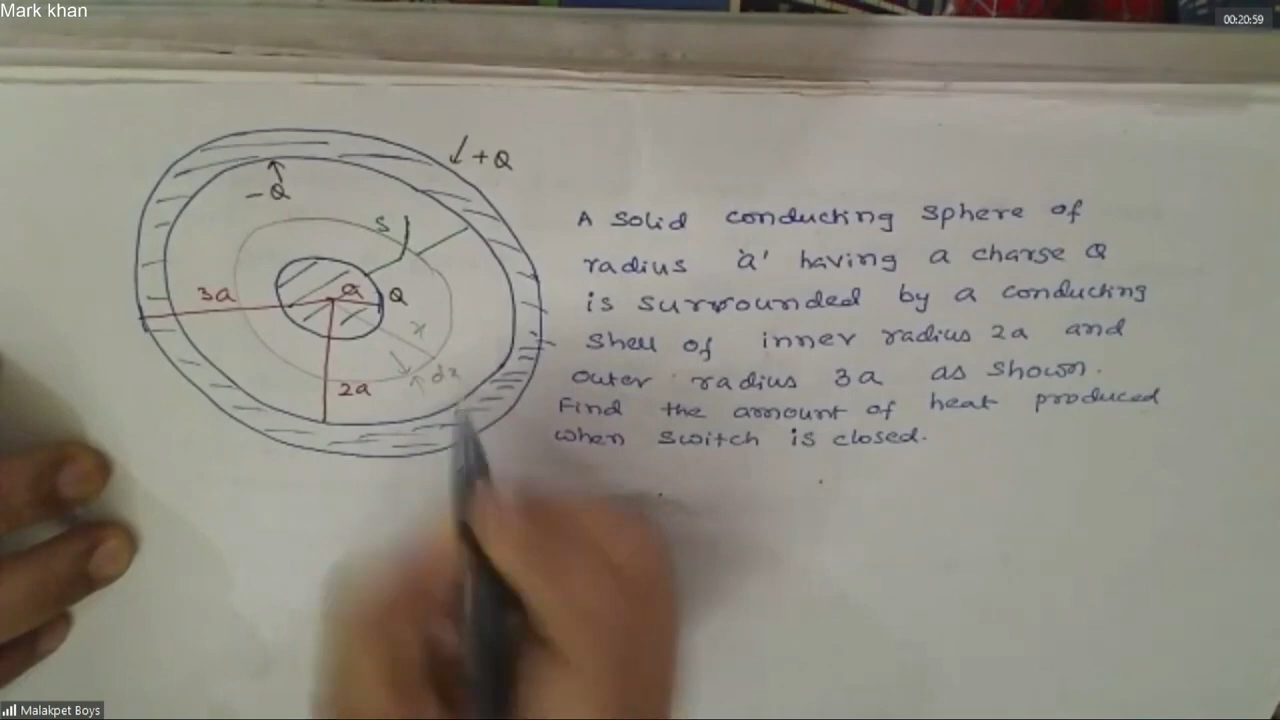 Mark khan
00:20:59
+Q
-Q
S
3a
a
Q
x
dx
2a
A solid conducting sphere of
radius 'a' having a charge Q
is surrounded by a conducting
shell of inner radius 2a and
outer radius 3a as shown.
Find the amount of heat produced
when switch is closed.
Malakpet Boys